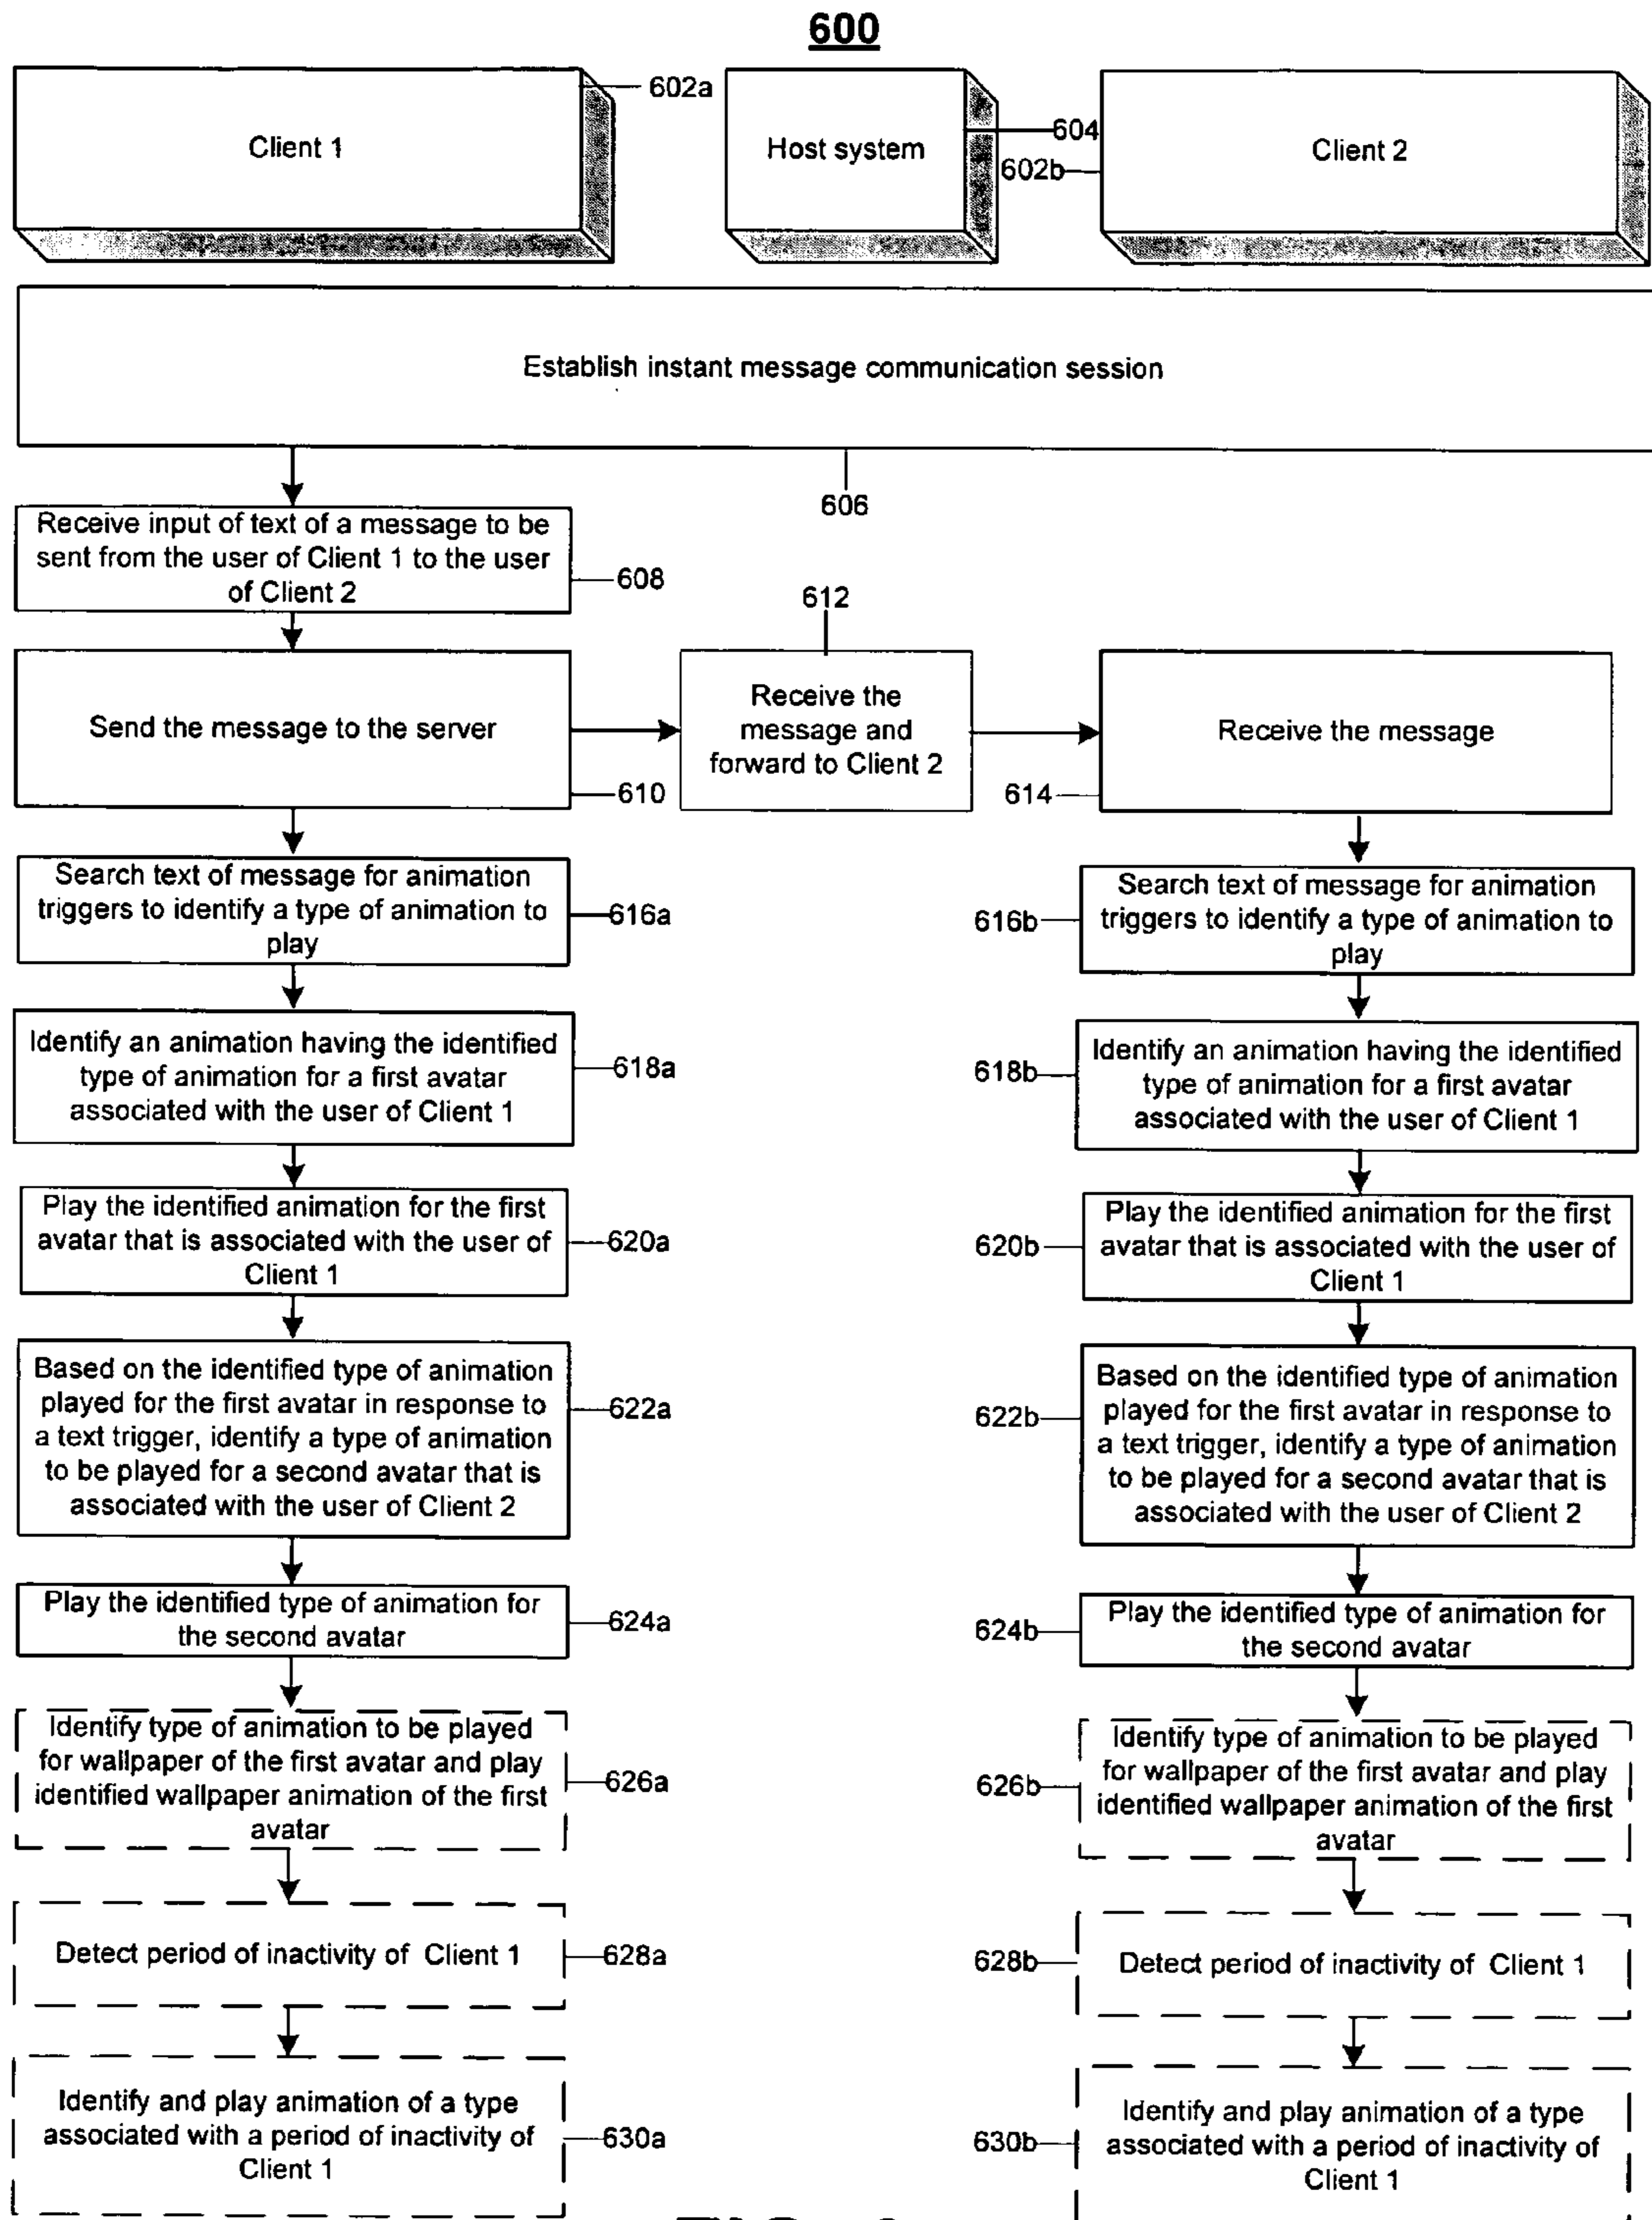 600
Client 1
602a
Host system
604
602b
Client 2
Establish instant message communication session
606
Receive input of text of a message to be
sent from the user of Client 1 to the user
of Client 2
608
612
Send the message to the server
610
Receive the
message and
forward to Client 2
Receive the message
614
Search text of message for animation
triggers to identify a type of animation to
play
616a
616b
Search text of message for animation
triggers to identify a type of animation to
play
Identify an animation having the identified
type of animation for a first avatar
associated with the user of Client 1
618a
618b
Identify an animation having the identified
type of animation for a first avatar
associated with the user of Client 1
Play the identified animation for the first
avatar that is associated with the user of
Client 1
620a
620b
Play the identified animation for the first
avatar that is associated with the user of
Client 1
Based on the identified type of animation
played for the first avatar in response to
a text trigger, identify a type of animation
to be played for a second avatar that is
associated with the user of Client 2
622a
622b
Based on the identified type of animation
played for the first avatar in response to
a text trigger, identify a type of animation
to be played for a second avatar that is
associated with the user of Client 2
Play the identified type of animation for
the second avatar
624a
624b
Play the identified type of animation for
the second avatar
Identify type of animation to be played
for wallpaper of the first avatar and play
identified wallpaper animation of the first
avatar
626a
626b
Identify type of animation to be played
for wallpaper of the first avatar and play
identified wallpaper animation of the first
avatar
Detect period of inactivity of Client 1
628a
628b
Detect period of inactivity of Client 1
Identify and play animation of a type
associated with a period of inactivity of
Client 1
630a
630b
Identify and play animation of a type
associated with a period of inactivity of
Client 1